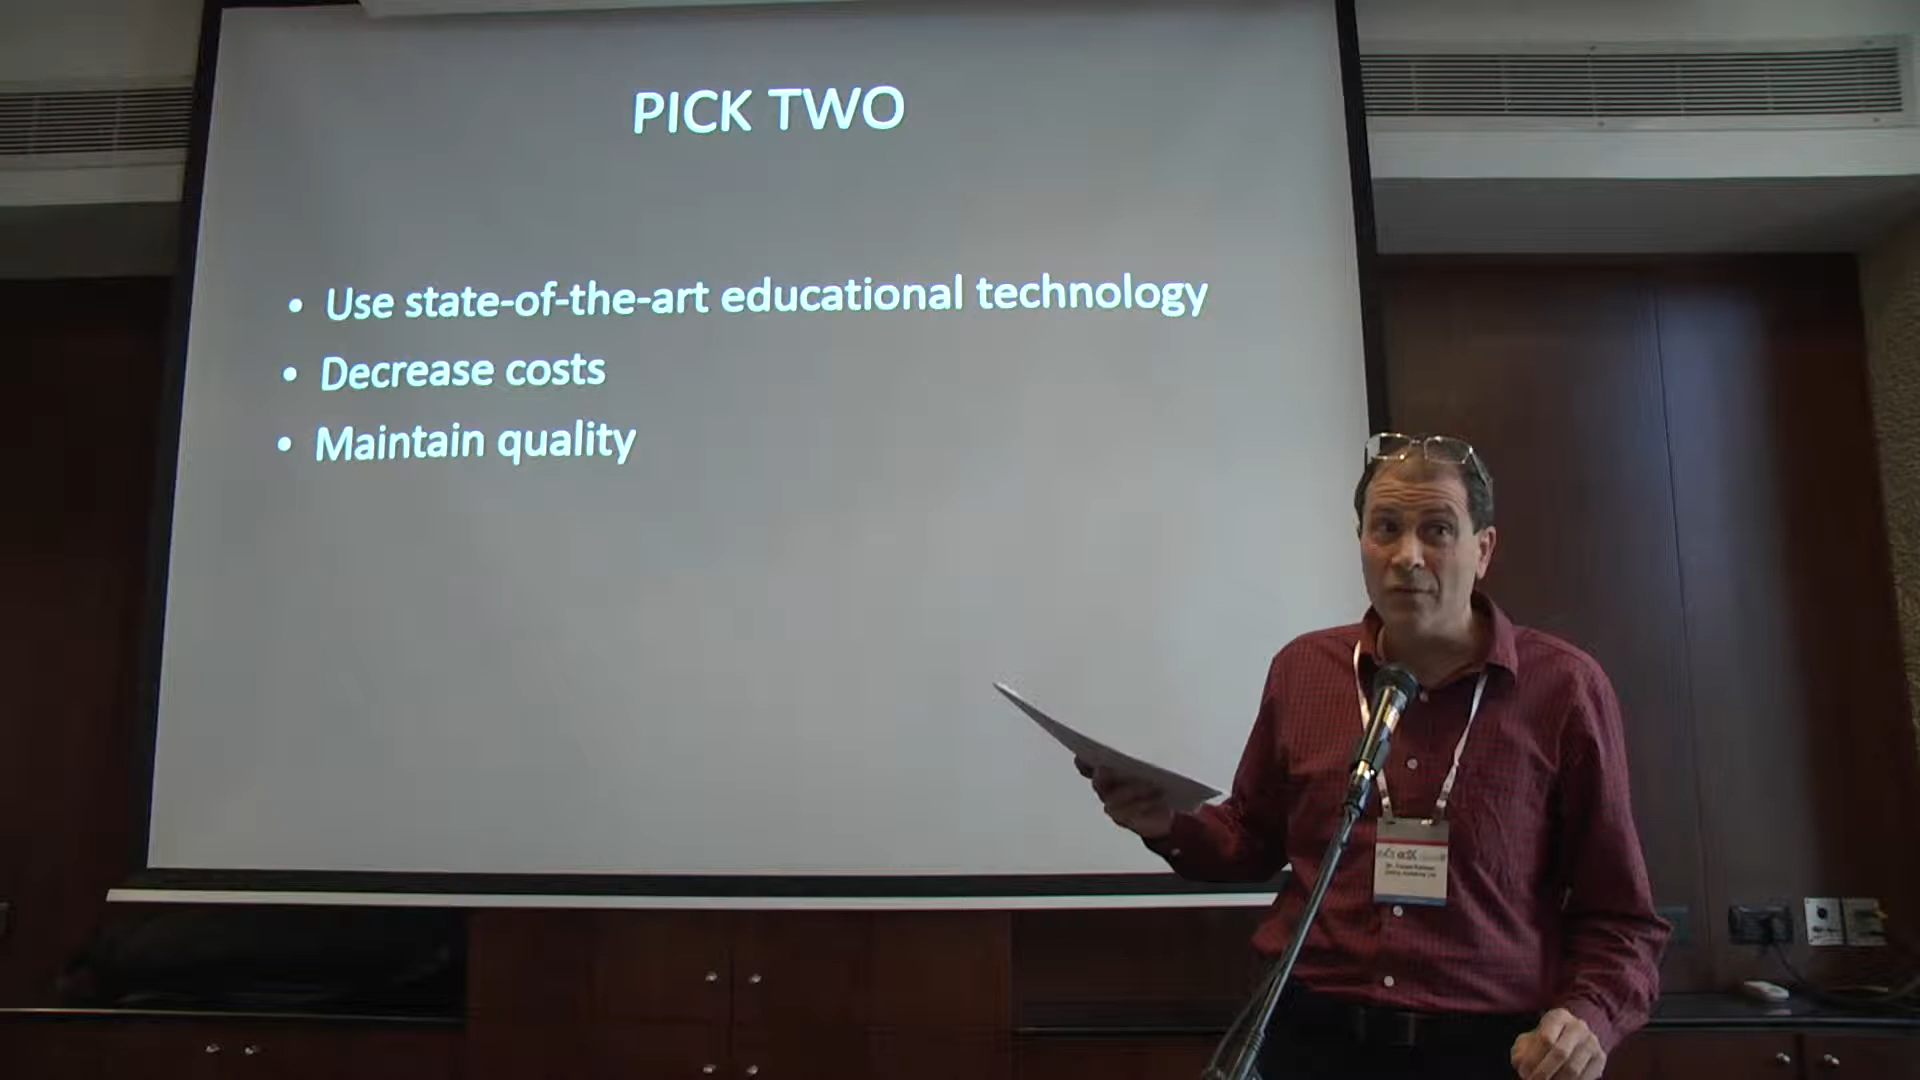 PICK TWO
• Use state-of-the-art educational technology
• Decrease costs
• Maintain quality